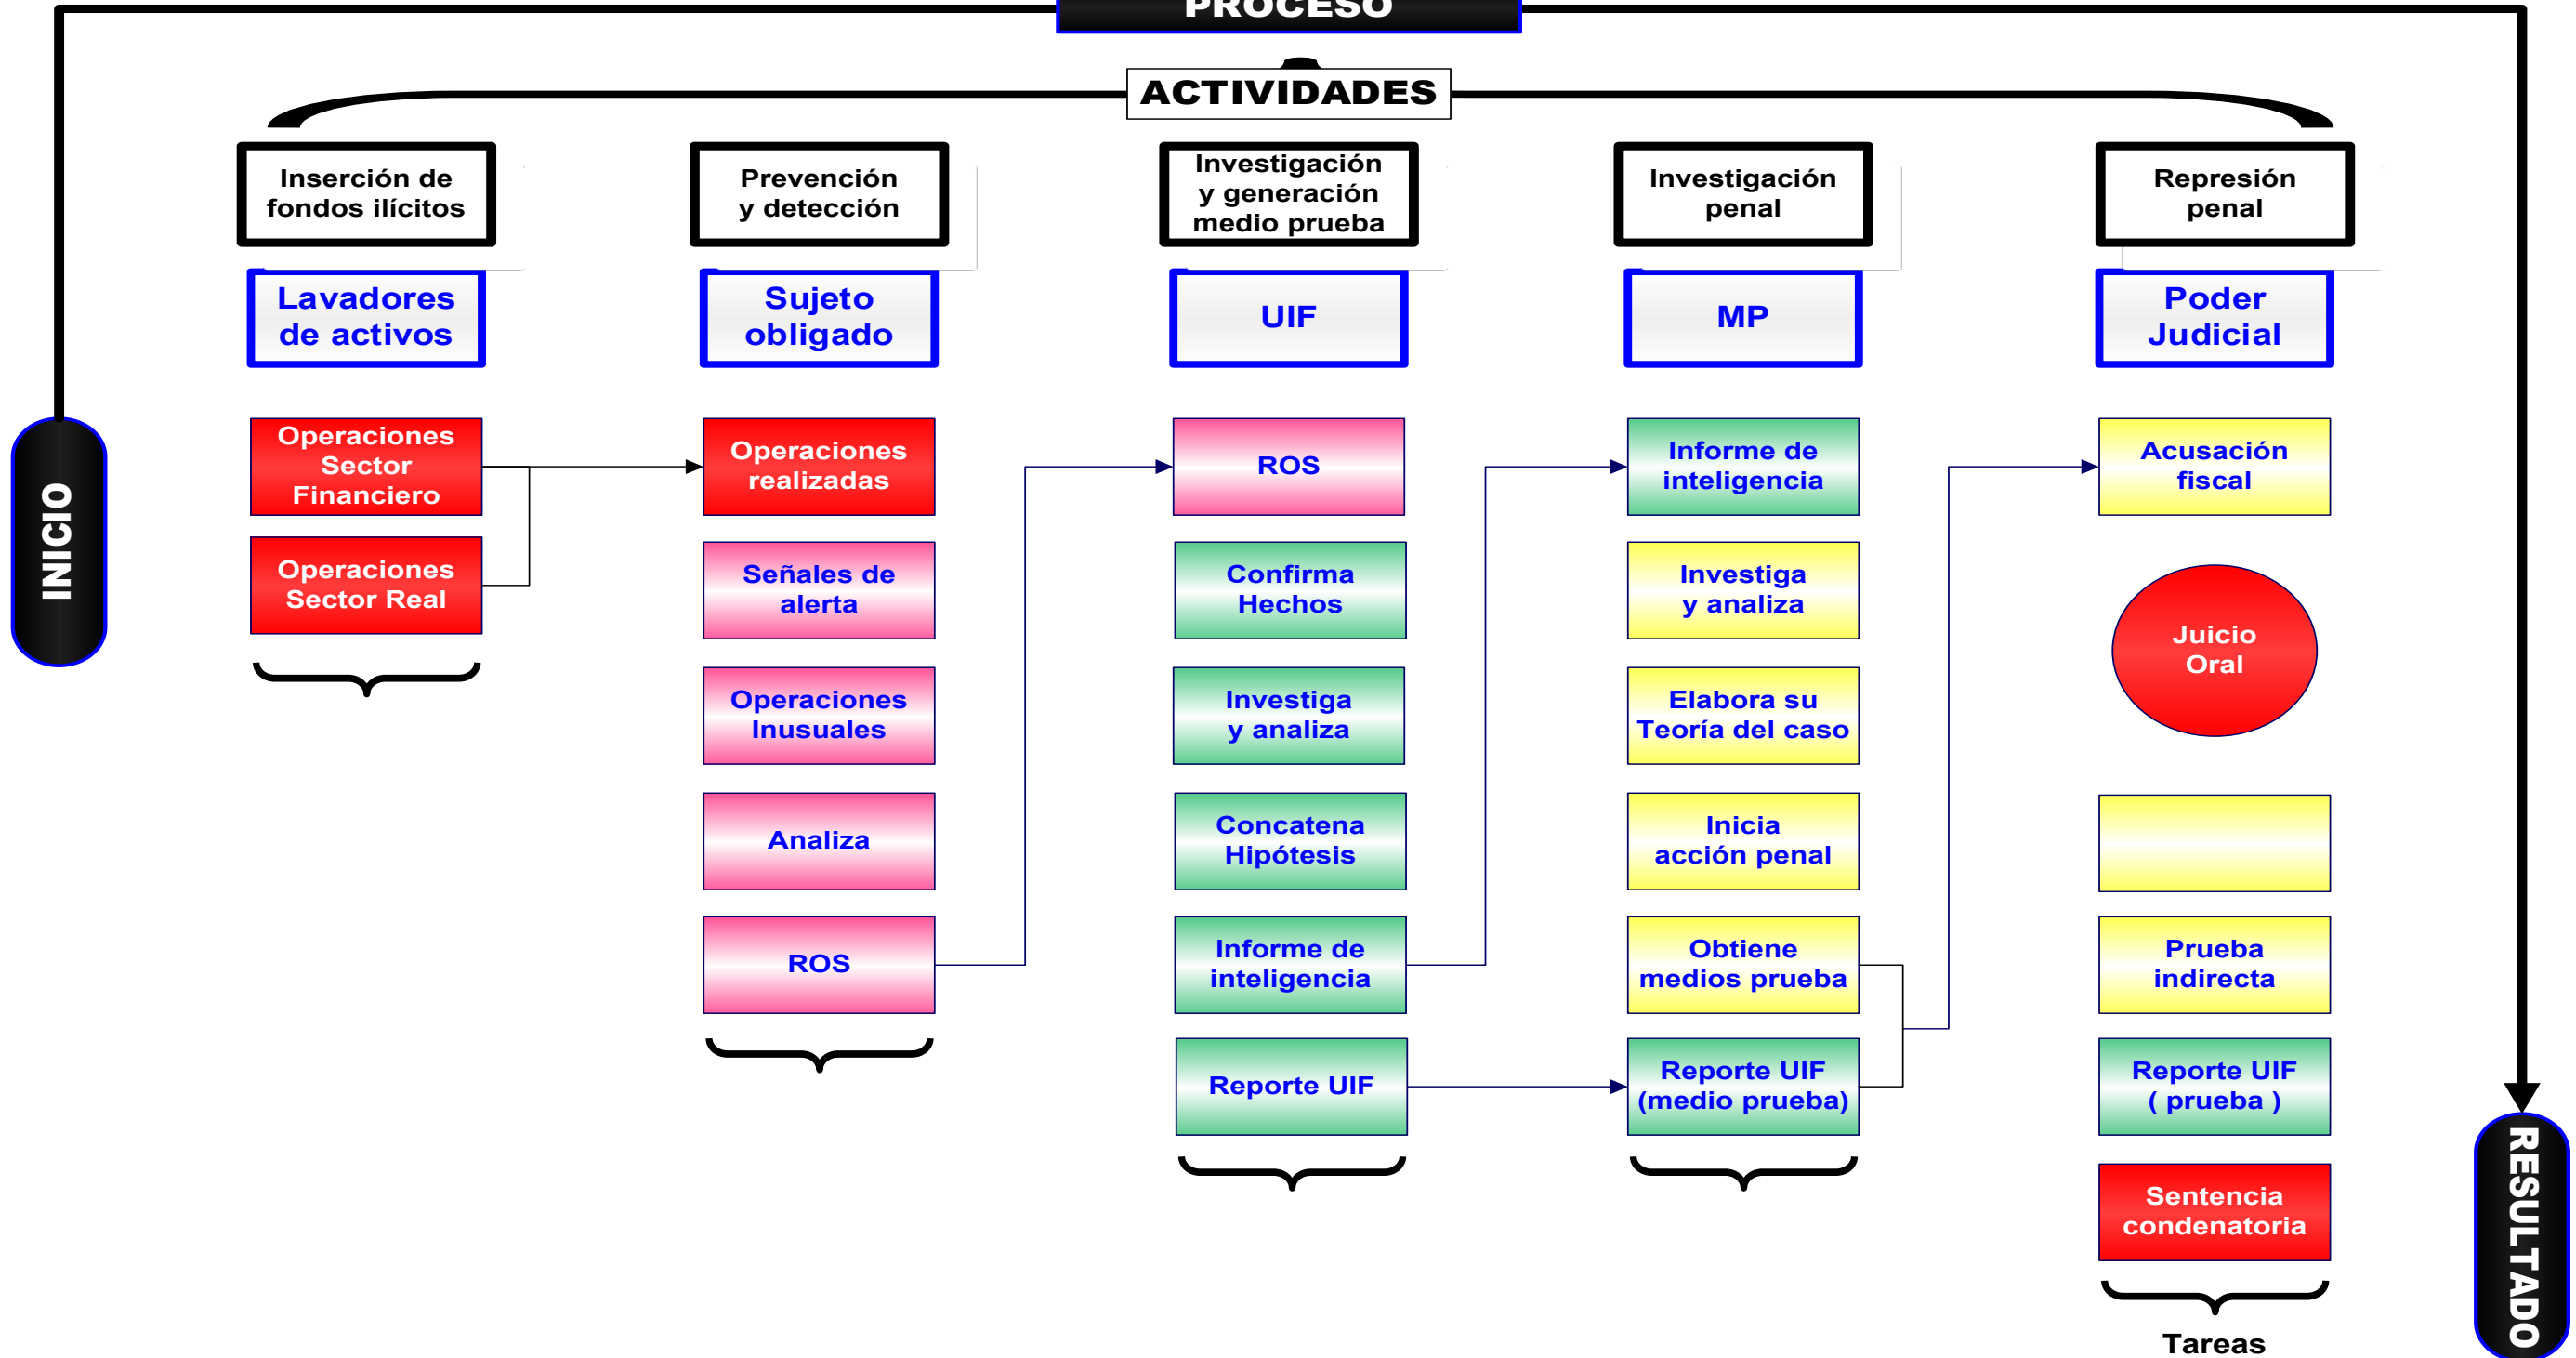 PROCESO
ACTIVIDADES
Inserción de
fondos ilícitos
Prevención
y detección
Investigación
y generación
medio prueba
Investigación
penal
Represión
penal
Lavadores
de activos
Sujeto
obligado
UIF
MP
Poder
Judicial
INICIO
Operaciones
Sector
Financiero
Operaciones
Sector Real
Operaciones
realizadas
Señales de
alerta
Operaciones
Inusuales
Analiza
ROS
ROS
Confirma
Hechos
Investiga
y analiza
Concatena
Hipótesis
Informe de
inteligencia
Reporte UIF
Informe de
inteligencia
Investiga
y analiza
Elabora su
Teoría del caso
Inicia
acción penal
Obtiene
medios prueba
Reporte UIF
(medio prueba)
Acusación
fiscal
Juicio
Oral
Prueba
indirecta
Reporte UIF
( prueba )
Sentencia
condenatoria
Tareas
RESULTADO